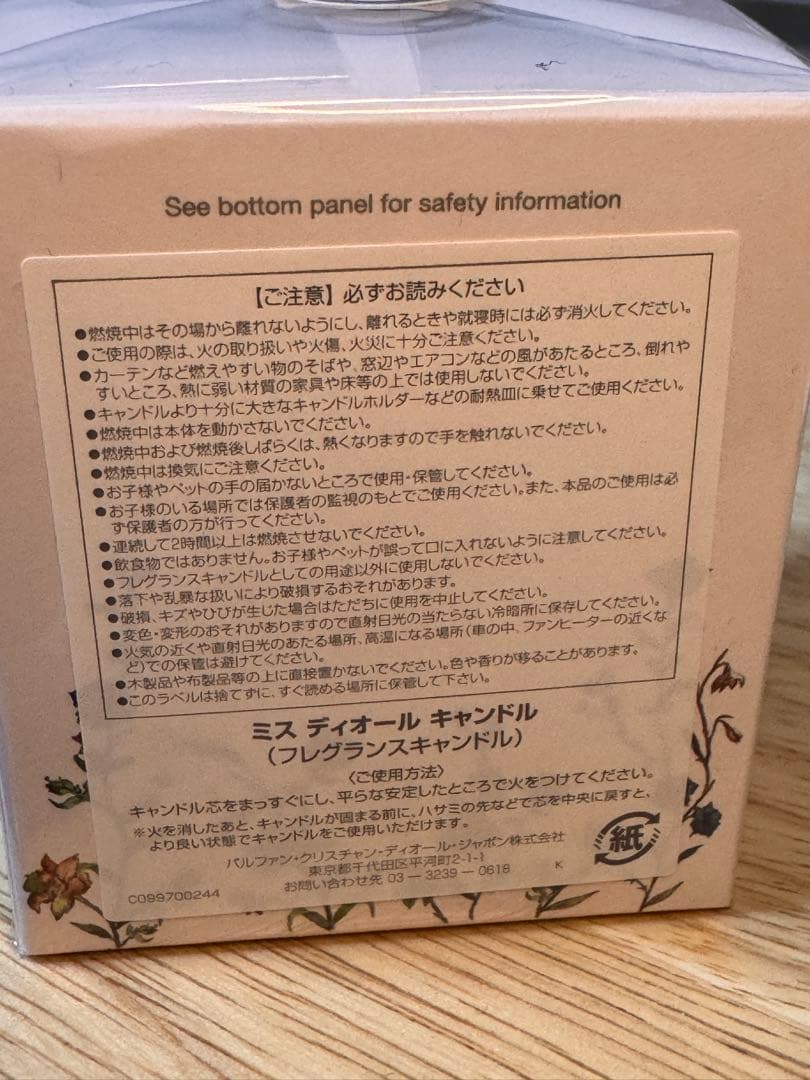 See bottom panel for safety information
【ご注意】必ずお読みください
●燃焼中はその場から離れないようにし、離れるときや就寝時には必ず消火してください。
●ご使用の際は、火の取り扱いや火傷、火災に十分ご注意ください。
●カーテンなど燃えやすい物のそばや、窓辺やエアコンなどの風があたるところ、倒れや
すいところ、熱に弱い材質の家具や床等の上では使用しないでください。
●キャンドルより十分に大きなキャンドルホルダーなどの耐熱皿に乗せてご使用ください。
●燃焼中は本体を動かさないでください。
●燃焼中および燃焼後しばらくは、熱くなりますので手を触れないでください。
●燃焼中は換気にご注意ください。
●お子様やペットの手の届かないところで使用・保管してください。
●お子様のいる場所では保護者の監視のもとでご使用ください。また、本品のご使用は必
ず保護者の方が行ってください。
●連続して2時間以上は燃焼させないでください。
●飲食物ではありません。お子様やペットが誤って口に入れないように注意してください。
●フレグランスキャンドルとしての用途以外に使用しないでください。
●落下や乱暴な扱いにより破損するおそれがあります。
●破損、キズやひびが生じた場合はただちに使用を中止してください。
●変色・変形のおそれがありますので直射日光の当たらない冷暗所に保存してください。
●火気の近くや直射日光のあたる場所、高温になる場所(車の中、ファンヒーターの近くな
ど)での保管は避けてください。
●木製品や布製品等の上に直接置かないでください。色や香りが移ることがあります。
●このラベルは捨てずに、すぐ読める場所に保管して下さい。
ミス ディオール キャンドル
(フレグランスキャンドル)
〈ご使用方法〉
キャンドル芯をまっすぐにし、平らな安定したところで火をつけてください。
※火を消したあと、キャンドルが固まる前に、ハサミの先などで芯を中央に戻すと、
より良い状態でキャンドルをご使用いただけます。
パルファン・クリスチャン・ディオール・ジャポン株式会社
東京都千代田区平河町2-1-1
お問い合わせ先 03-3239-0618
K
紙
C099700244